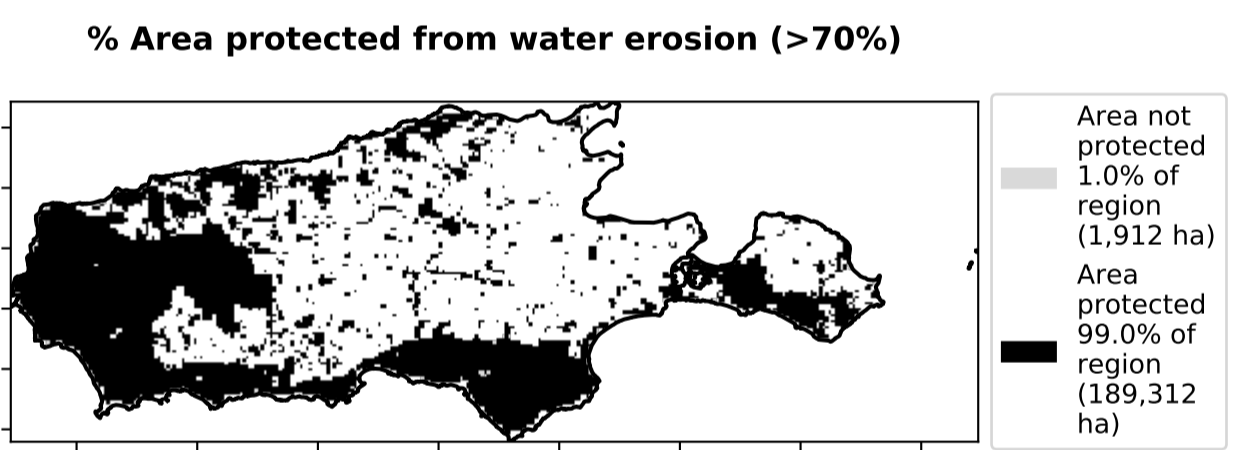 % Area protected from water erosion (>70%)
Area not
protected
1.0% of
region
(1,912 ha)
Area
protected
99.0% of
region
(189,312
ha)